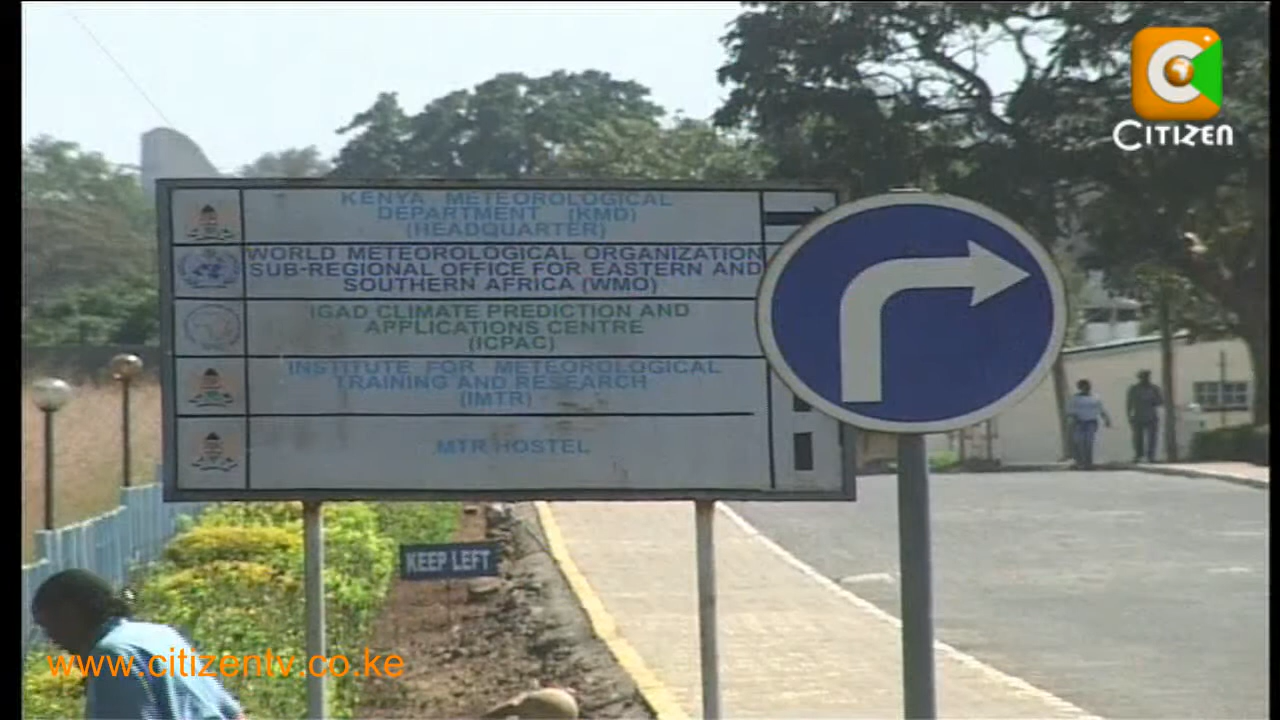 CITIZEN
KENYA METEOROLOGICAL
DEPARTMENT (KMD)
(HEADQUARTER)
WORLD METEOROLOGICAL ORGANIZATION
SUB-REGIONAL OFFICE FOR EASTERN AND
SOUTHERN AFRICA (WMO)
IGAD CLIMATE PREDICTION AND
APPLICATIONS CENTRE
(ICPAC)
INSTITUTE FOR METEOROLOGICAL
TRAINING AND RESEARCH
(IMTR)
MTR HOSTEL
KEEP LEFT
www.citizentv.co.ke